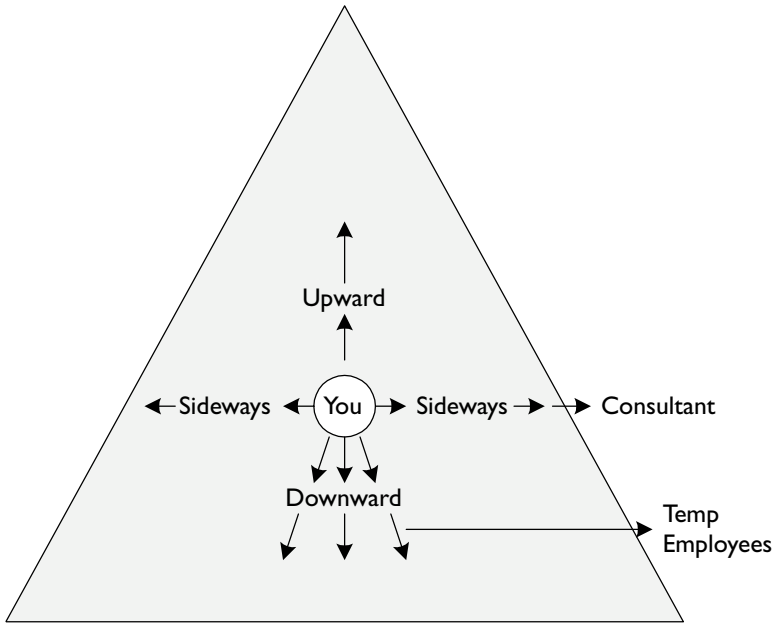 Upward
Sideways You Sideways Consultant
Downward
Temp
Employees